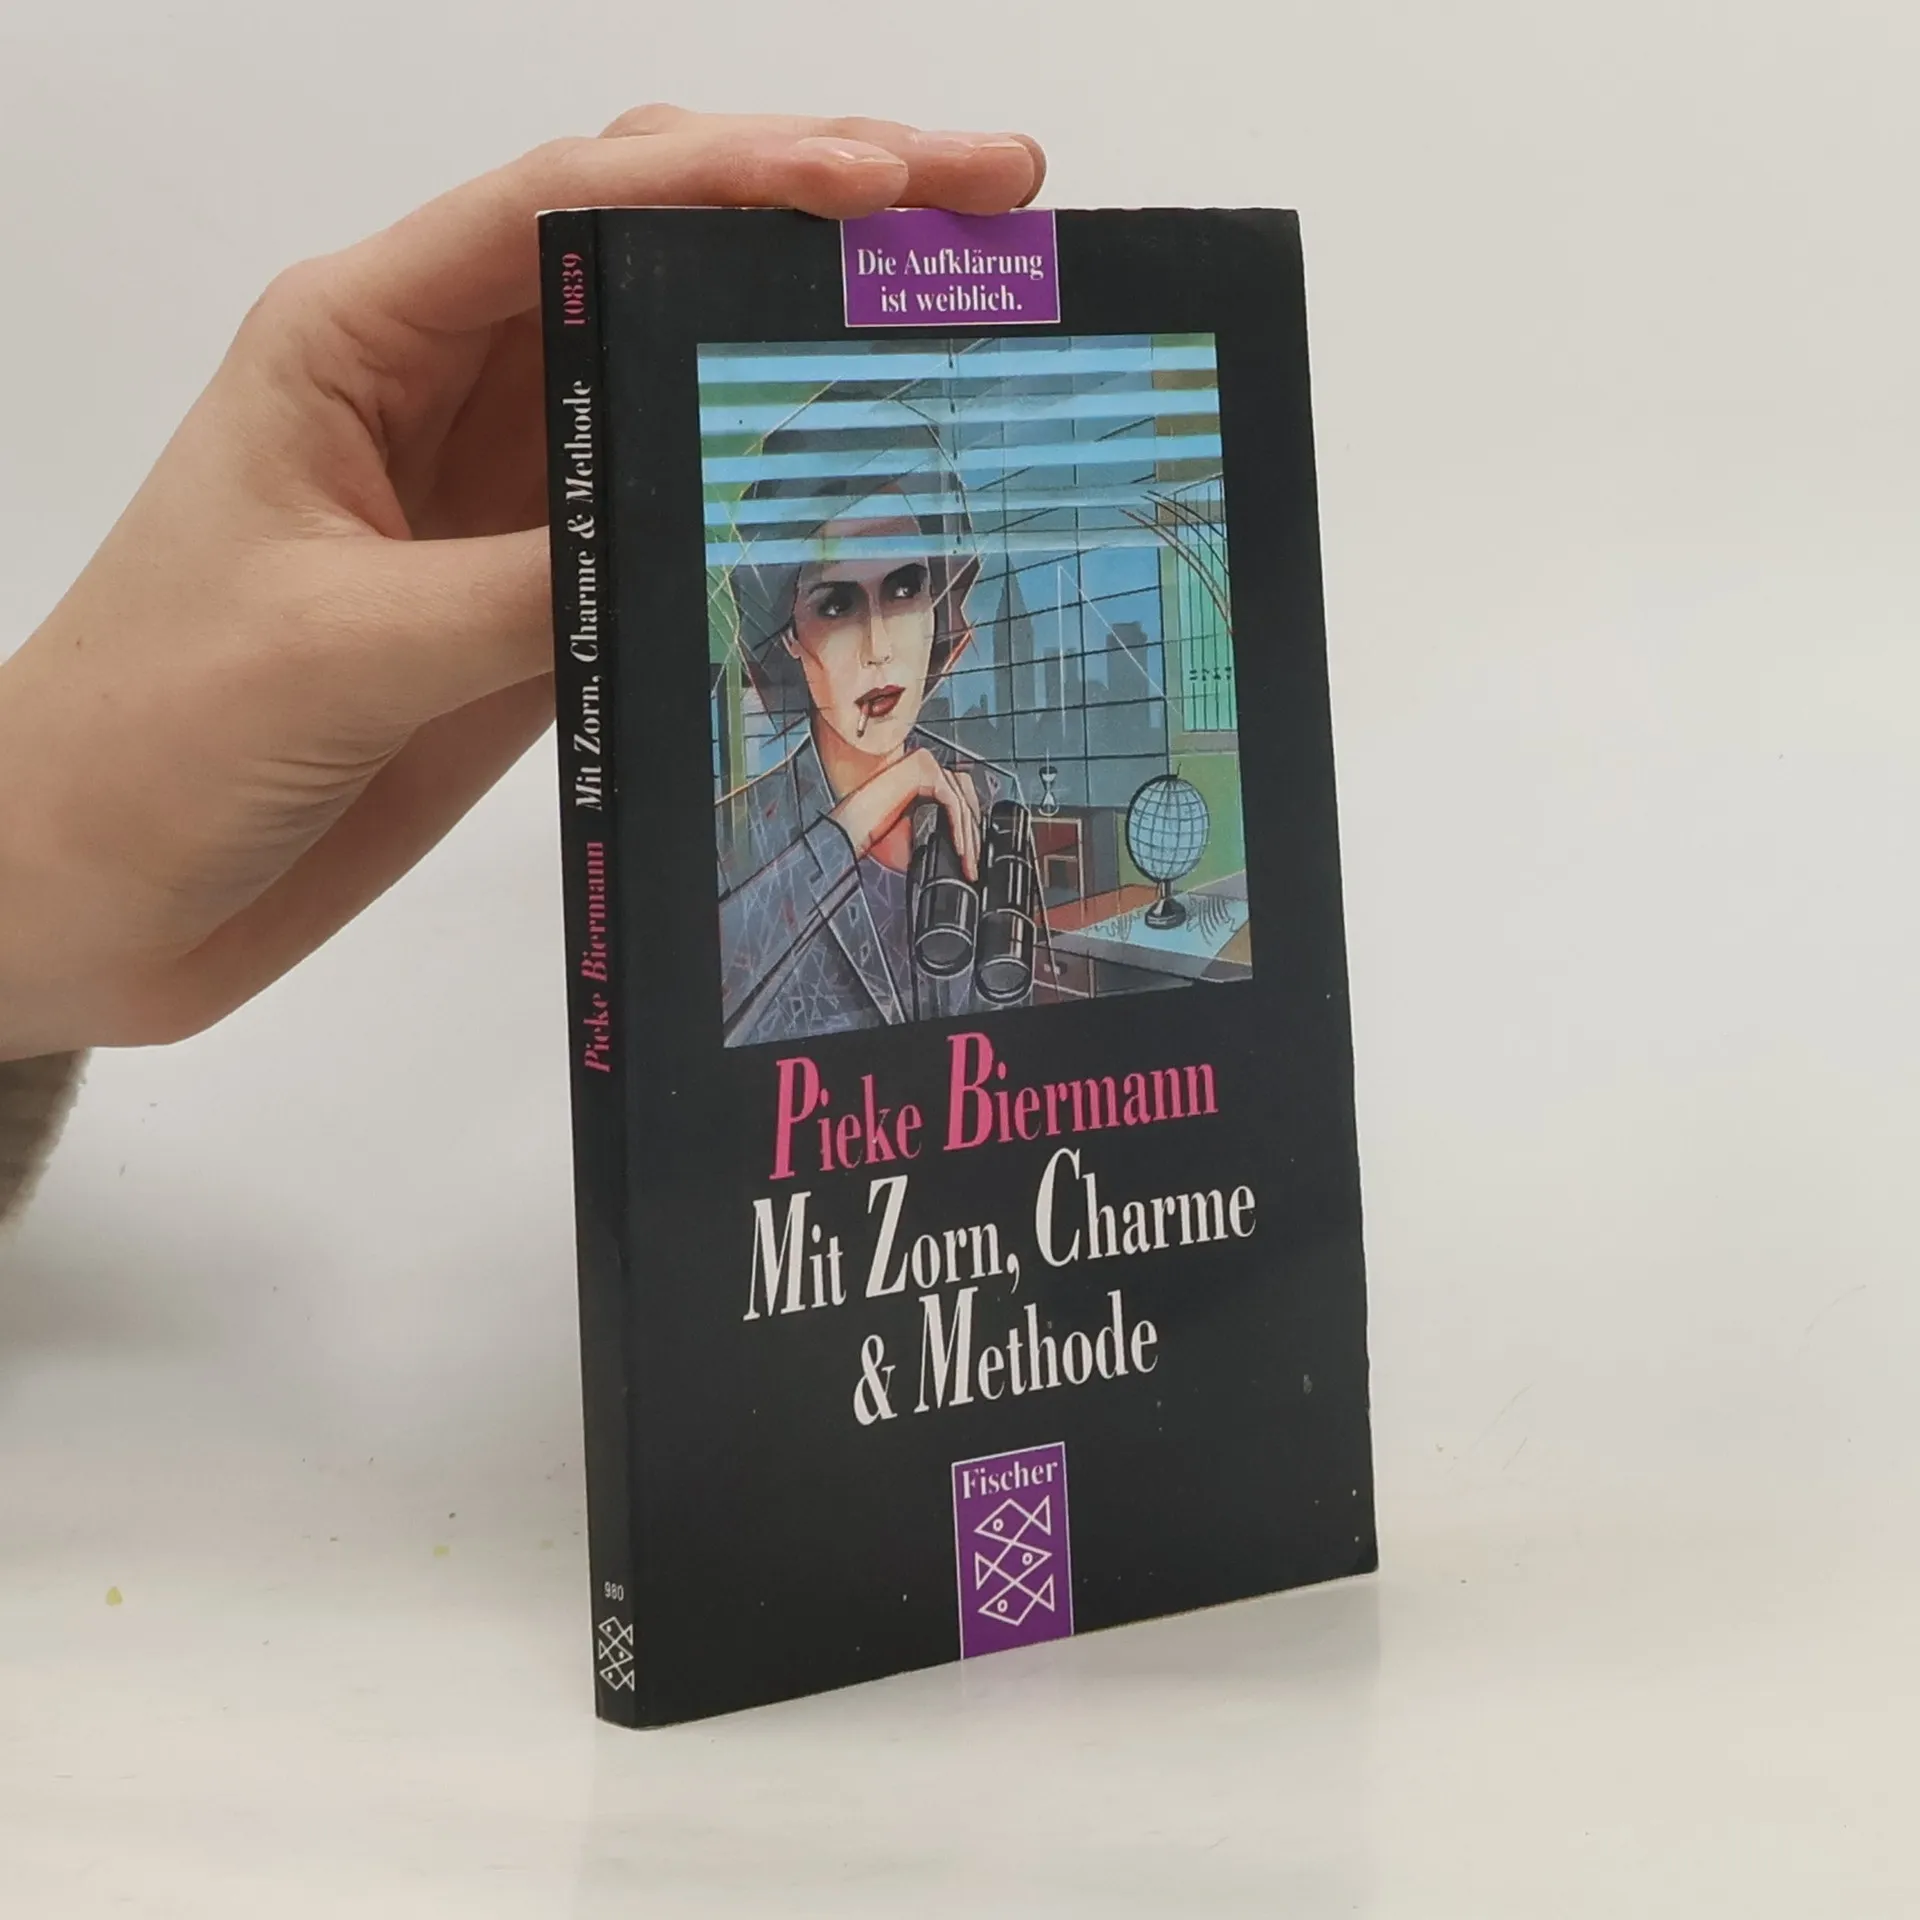 Die Aufklärung
ist weiblich.
Pieke Biermann
Mit Zorn, Charme
& Methode
Fischer
Pieke Biermann Mit Zorn, Charme & Methode 10839
980